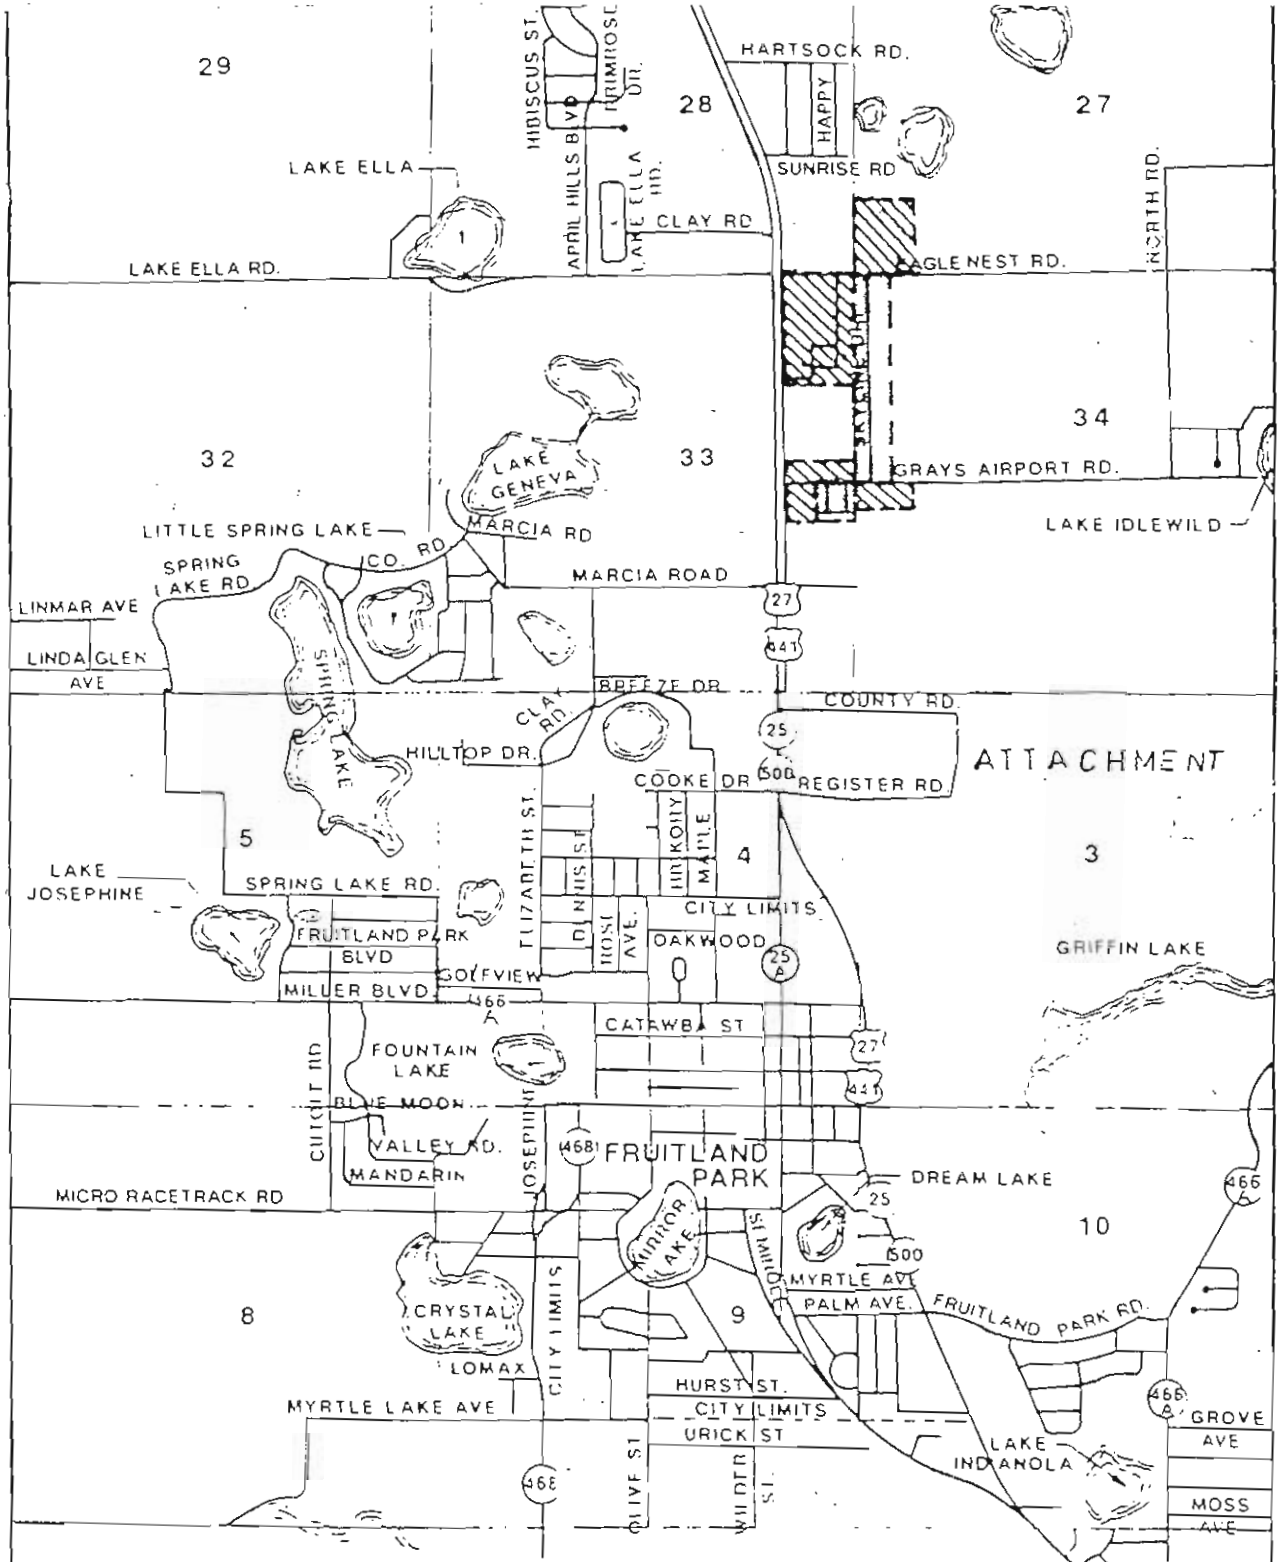 HARTSOCK RD.
29
HIBISCUS ST.
PRIMROSE
DR.
28
HAPPY
27
APRIL HILLS BLVD
LAKE ELLA
SUNRISE RD
LAKE ELLA
RD.
NORTH RD.
CLAY RD
1
LAKE ELLA RD.
EAGLE NEST RD.
34
32
33
LAKE
GENEVA
GRAYS AIRPORT RD.
LITTLE SPRING LAKE
MARCIA RD
LAKE IDLEWILD
CO. RD
SPRING
LAKE RD
MARCIA ROAD
27
LINMAR AVE
441
LINDA GLEN
AVE
SPRING LAKE
BREEZE DR
COUNTY RD.
CLAY
RD.
25
HILLTOP DR.
ATTACHMENT
COOKE DR
500
REGISTER RD.
ELIZABETH ST.
HICKORY
MAPLE
5
DENNIS ST
4
3
LAKE
JOSEPHINE
SPRING LAKE RD.
CITY LIMITS
ROSE
AVE.
FRUITLAND PARK
BLVD
OAKWOOD
25
A
GRIFFIN LAKE
GOLFVIEW
MILLER BLVD.
466
A
CATAWBA ST
27
FOUNTAIN
LAKE
CUTOFF RD
441
BLUE MOON
JOSEPHINE
VALLEY RD.
468
FRUITLAND
PARK
MANDARIN
DREAM LAKE
466
A
MICRO RACETRACK RD
25
MIRROR
LAKE
SEMINOLE
10
500
MYRTLE AVE
CITY LIMITS
PALM AVE.
FRUITLAND PARK RD.
8
CRYSTAL
LAKE
9
LOMAX
HURST ST.
466
A
MYRTLE LAKE AVE
CITY LIMITS
GROVE
AVE
URICK ST
LAKE
INDIANOLA
468
OLIVE ST
WILDER
ST.
MOSS
AVE